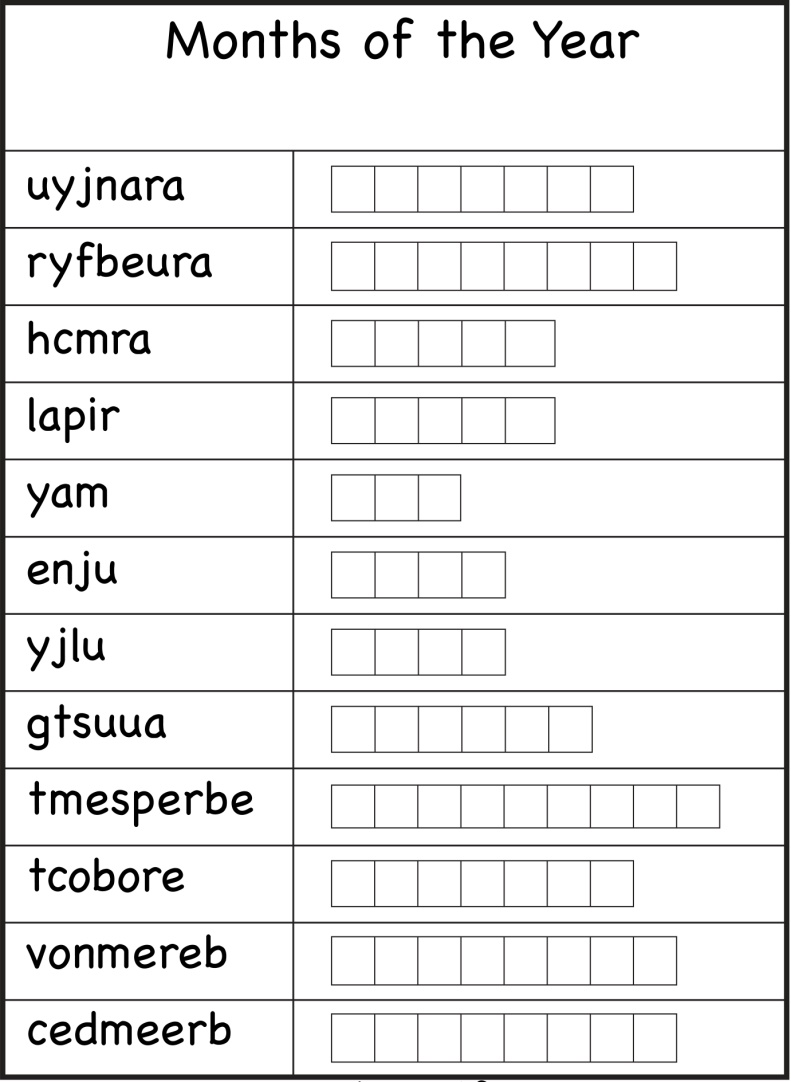 Months of the Year
uyjnara
ryfbeura
hcmra
lapir
yam
enju
yjlu
gtsuua
tmesperbe
tcobore
vonmereb
cedmeerb